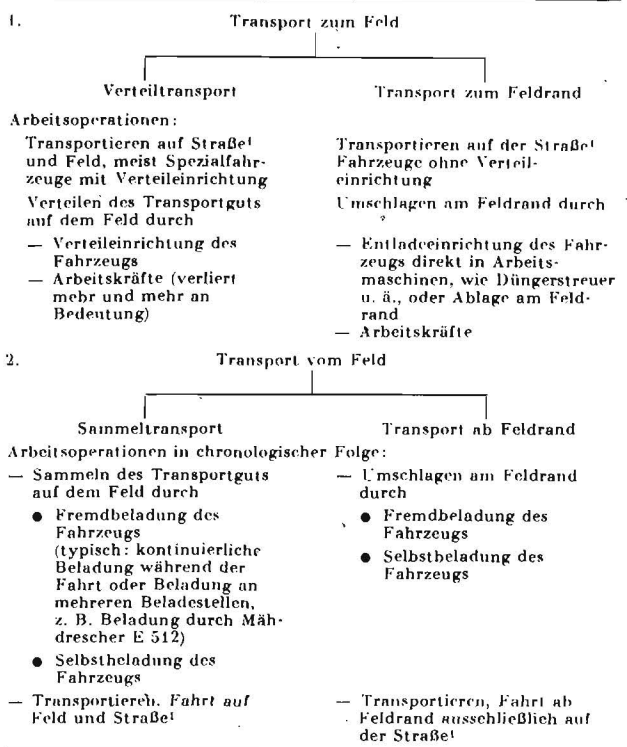 1. Transport zum Feld
Verteiltransport
Transport zum Feldrand
Arbeitsoperationen:
Transportieren auf Straße¹
und Feld, meist Spezialfahr-
zeuge mit Verteileinrichtung
Verteilen des Transportguts
auf dem Feld durch
— Verteileinrichtung des
Fahrzeugs
— Arbeitskräfte (verliert
mehr und mehr an
Bedeutung)
Transportieren auf der Straße¹
Fahrzeuge ohne Verteil-
einrichtung
Umschlagen am Feldrand durch
— Entladeeinrichtung des Fahr-
zeugs direkt in Arbeits-
maschinen, wie Düngerstreuer
u. ä., oder Ablage am Feld-
rand
— Arbeitskräfte
2. Transport vom Feld
Sammeltransport
Transport ab Feldrand
Arbeitsoperationen in chronologischer Folge:
— Sammeln des Transportguts
auf dem Feld durch
● Fremdbeladung des
Fahrzeugs
(typisch: kontinuierliche
Beladung während der
Fahrt oder Beladung an
mehreren Beladestellen,
z. B. Beladung durch Mäh-
drescher E 512)
● Selbstbeladung des
Fahrzeugs
— Transportieren. Fahrt auf
Feld und Straße¹
— Umschlagen am Feldrand
durch
● Fremdbeladung des
Fahrzeugs
● Selbstbeladung des
Fahrzeugs
— Transportieren, Fahrt ab
Feldrand ausschließlich auf
der Straße¹